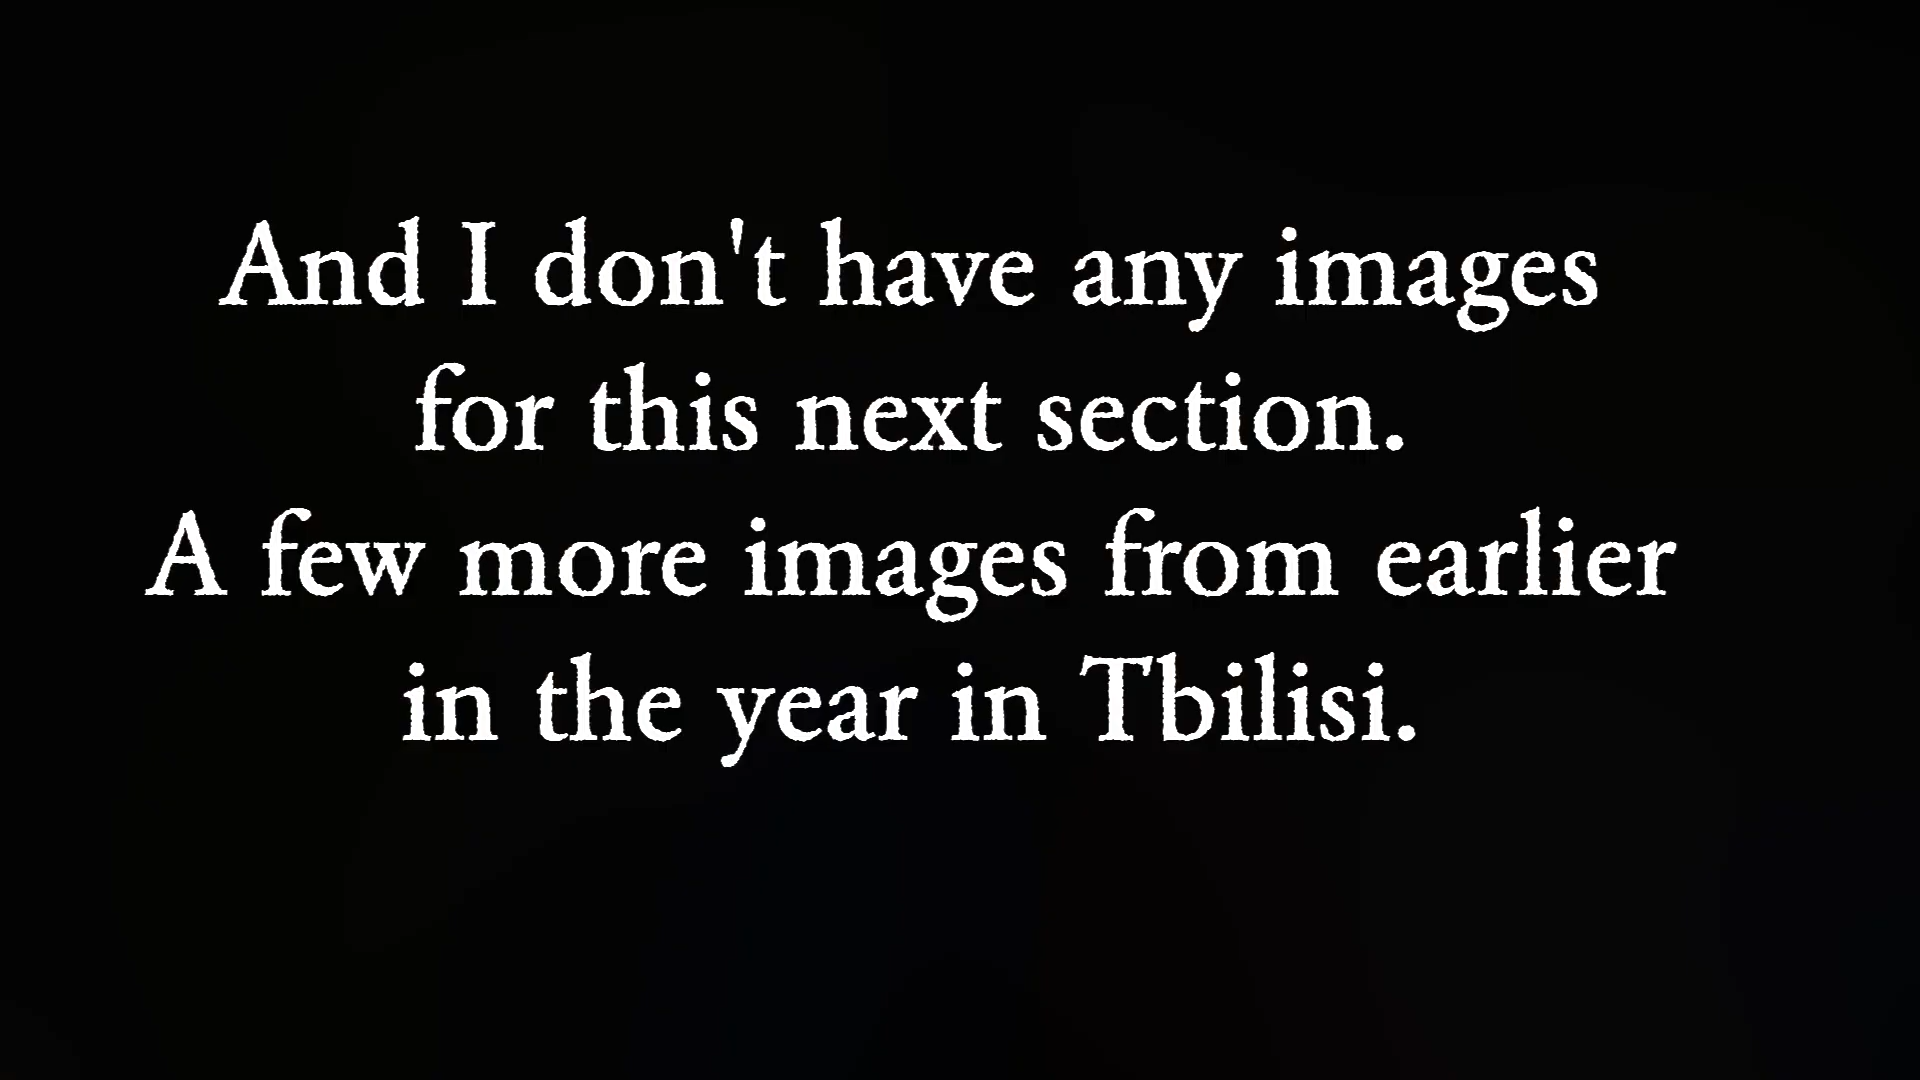 And I don't have any images
for this next section.
A few more images from earlier
in the year in Tbilisi.